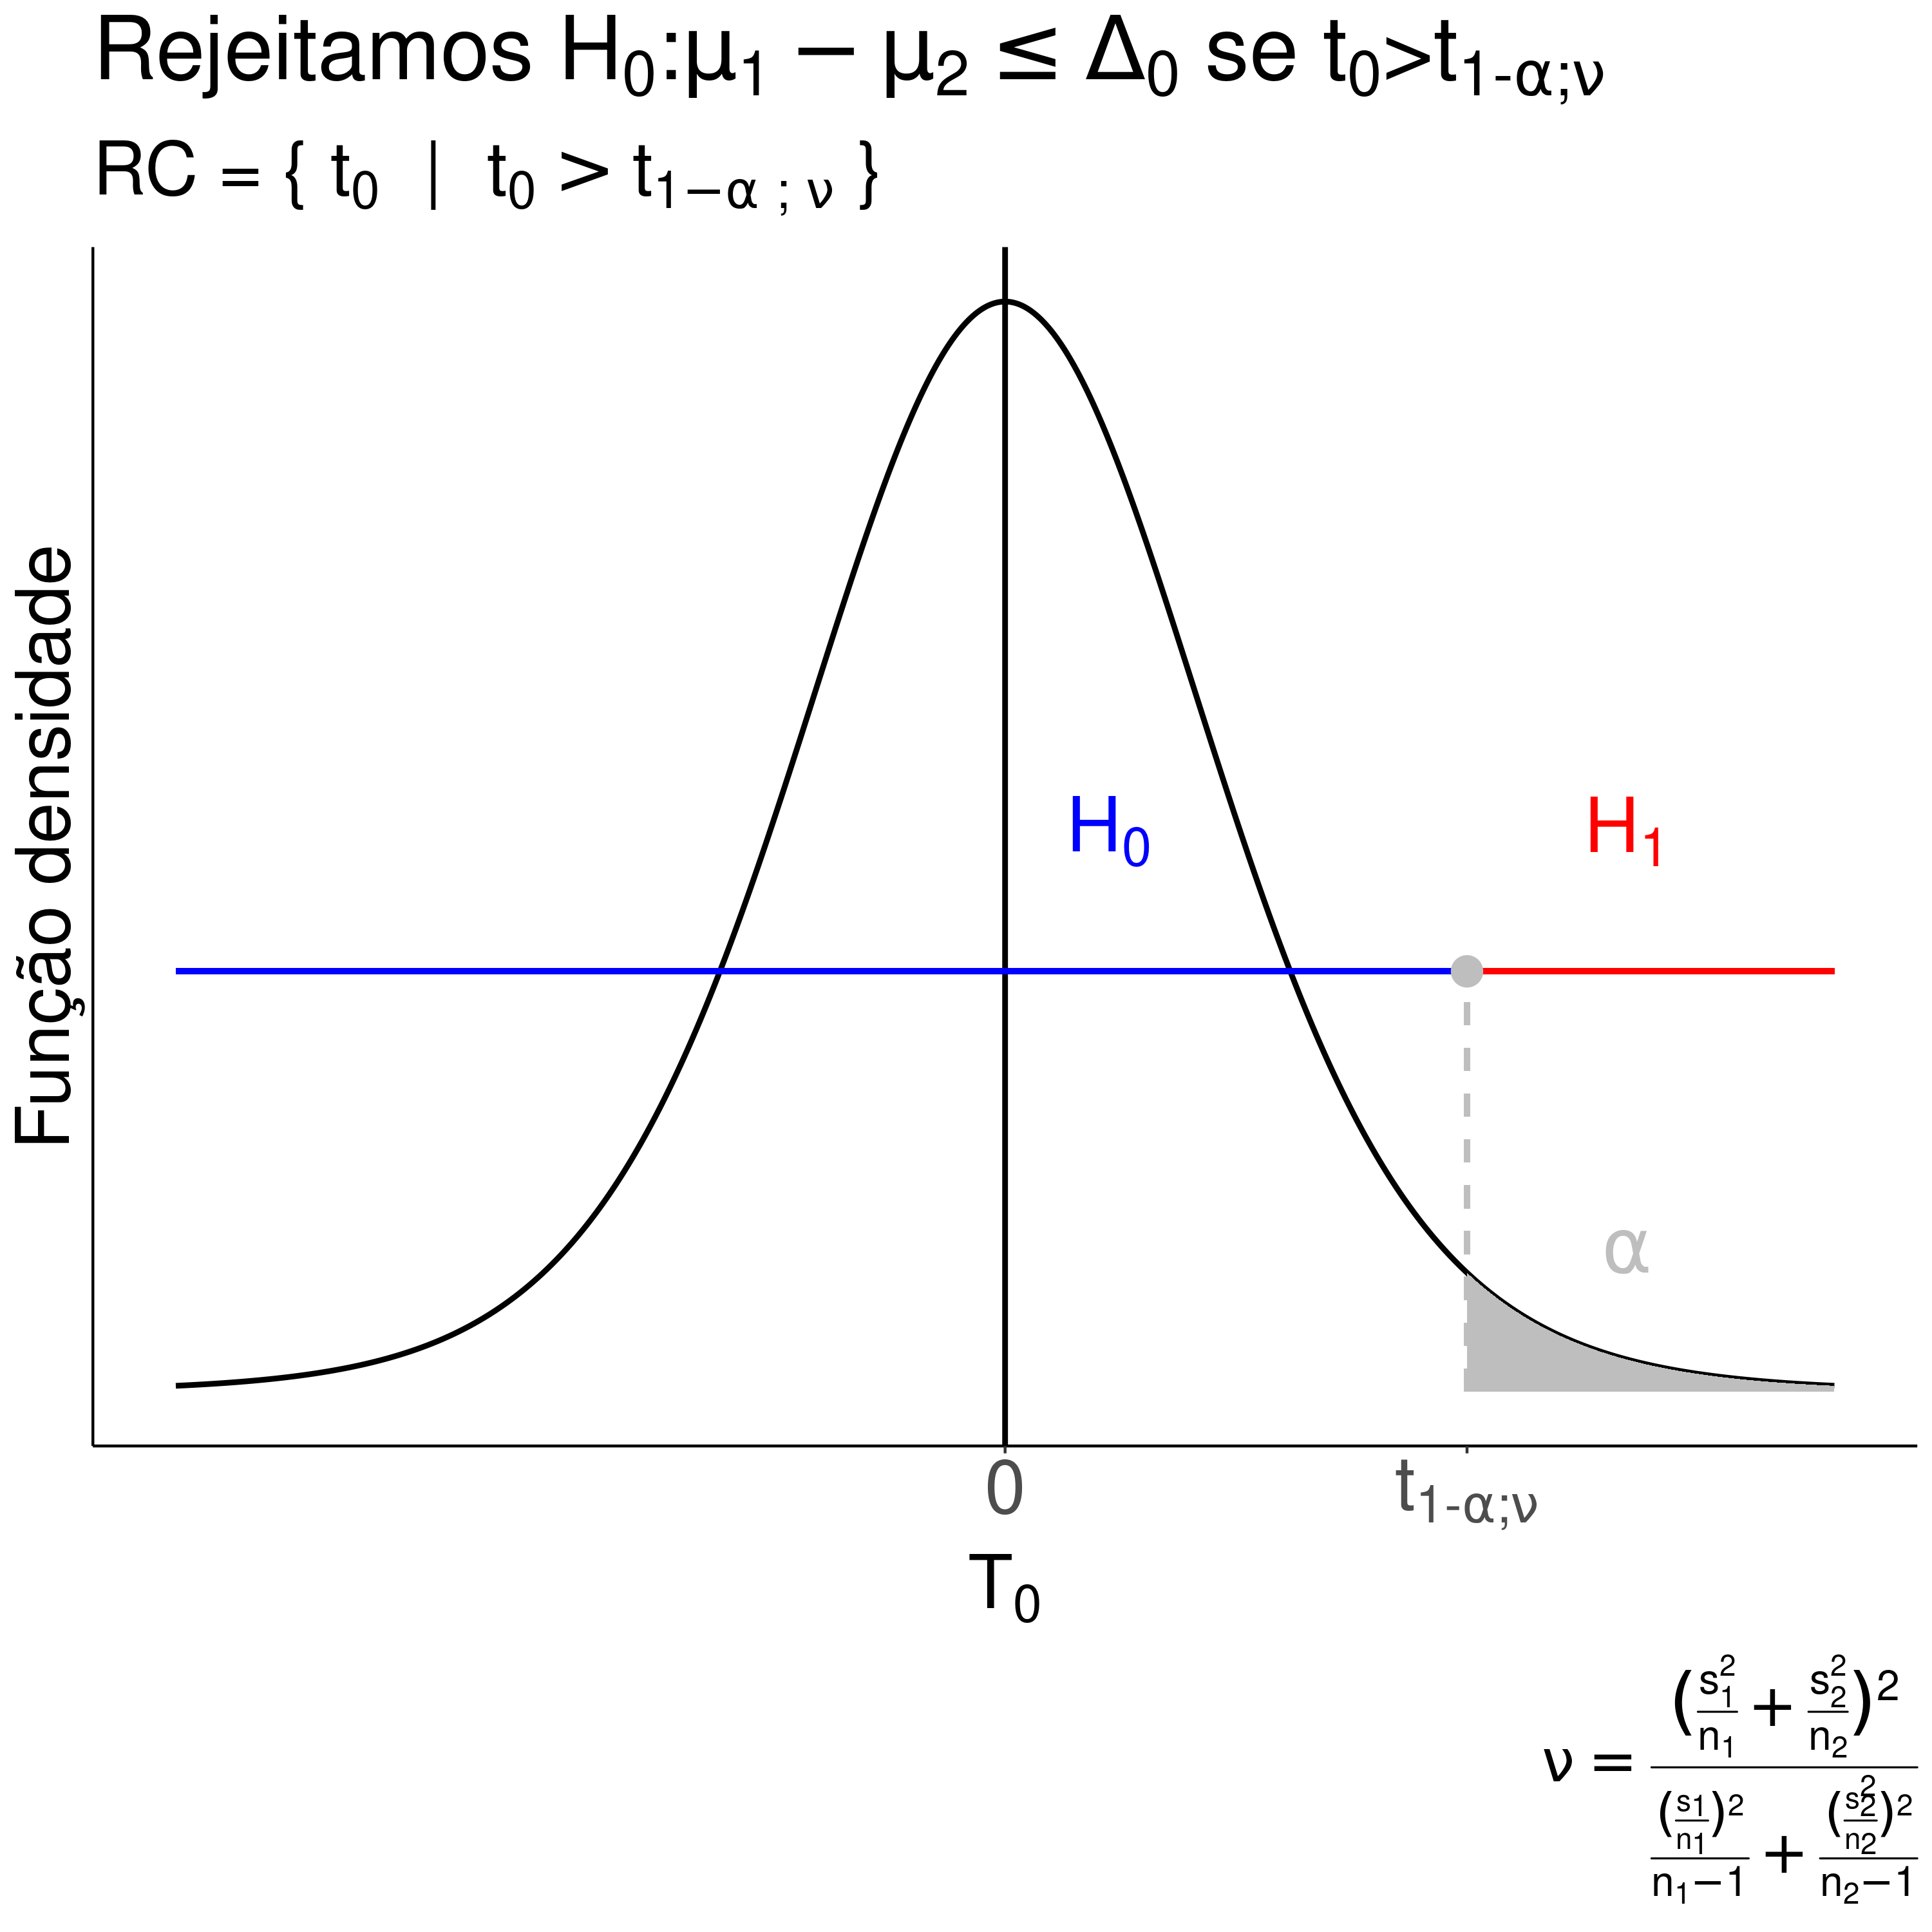 Rejeitamos H₀:μ₁ − μ₂ ≤ Δ₀ se t₀>t₁₋α;ν
RC = { t₀ | t₀ > t₁₋α ; ν }
Função densidade
H₀
H₁
α
0
t₁₋α;ν
T₀
ν = ((s₁²/n₁) + (s₂²/n₂))² / ((s1/n1)²/(n₁−1) + (s₂²/n₂)²/(n₂−1))